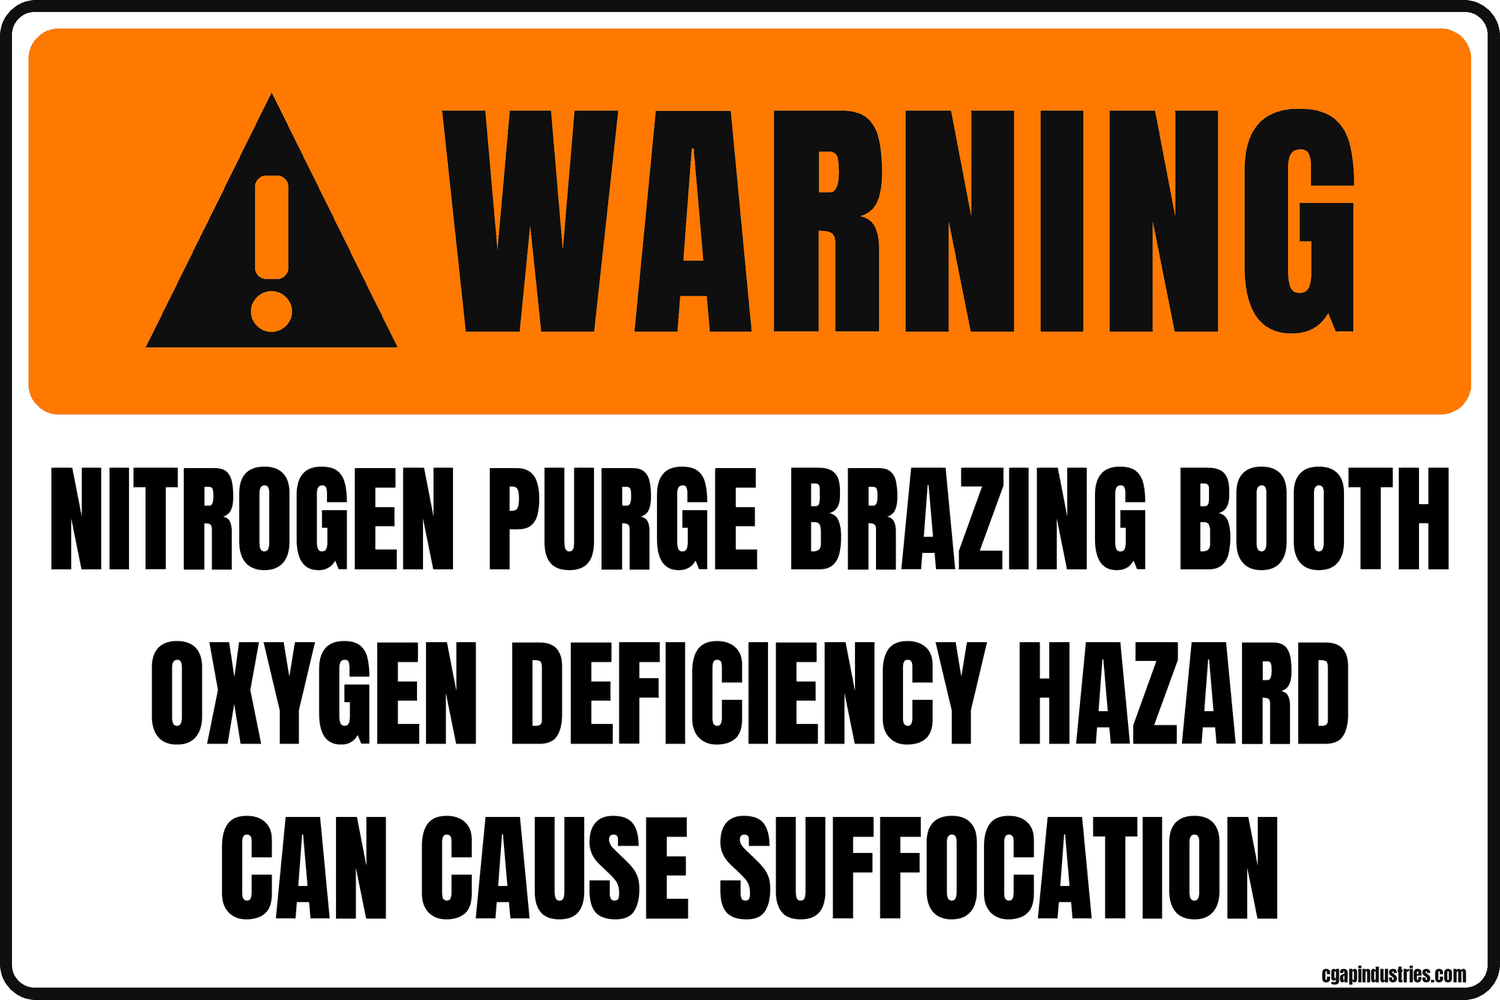 WARNING
NITROGEN PURGE BRAZING BOOTH
OXYGEN DEFICIENCY HAZARD
CAN CAUSE SUFFOCATION
cgapindustries.com